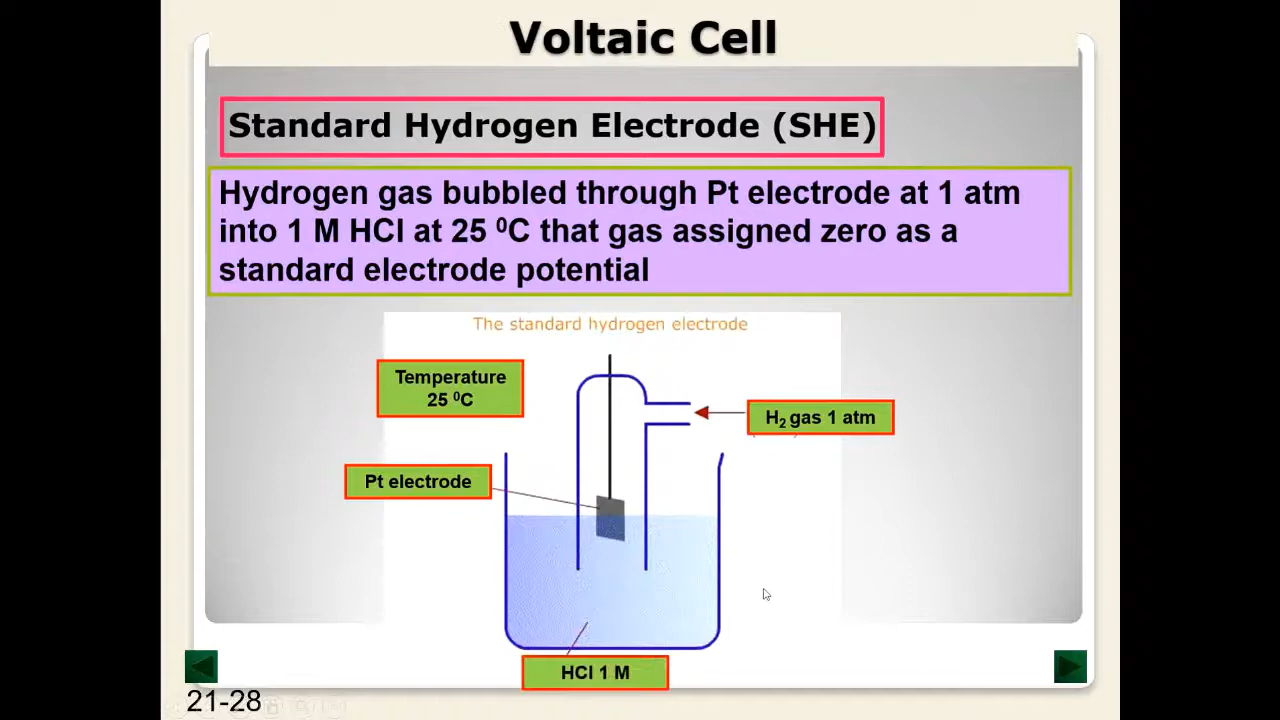 Voltaic Cell
Standard Hydrogen Electrode (SHE)
Hydrogen gas bubbled through Pt electrode at 1 atm
into 1 M HCl at 25 ⁰C that gas assigned zero as a
standard electrode potential
The standard hydrogen electrode
Temperature
25 ⁰C
H₂ gas 1 atm
Pt electrode
HCl 1 M
21-28